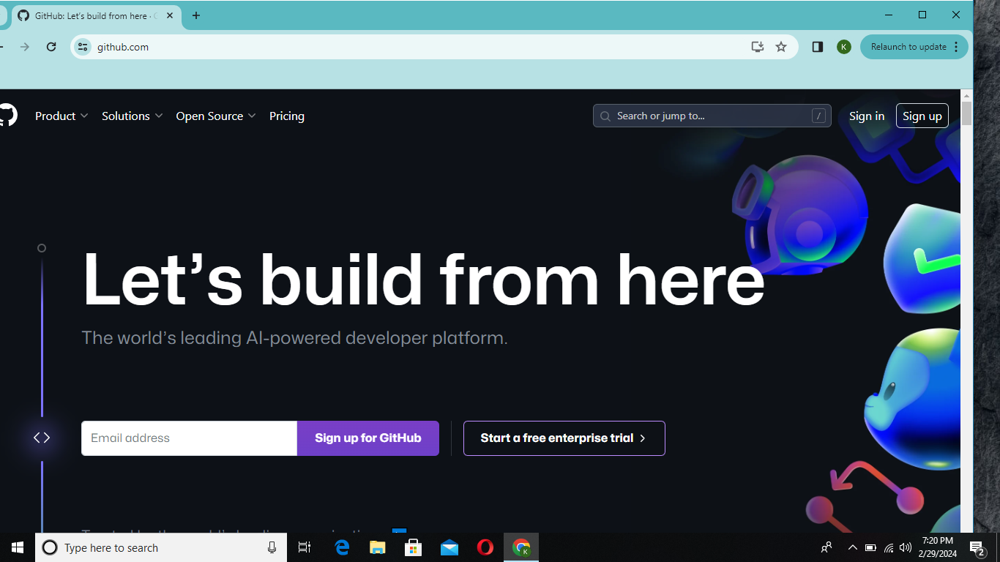 GitHub: Let's build from here ·
github.com
K
Relaunch to update
Product
Solutions
Open Source
Pricing
Search or jump to...
/
Sign in
Sign up
Let's build from here
The world's leading AI-powered developer platform.
Email address
Sign up for GitHub
Start a free enterprise trial
Type here to search
K
7:20 PM
2/29/2024
2